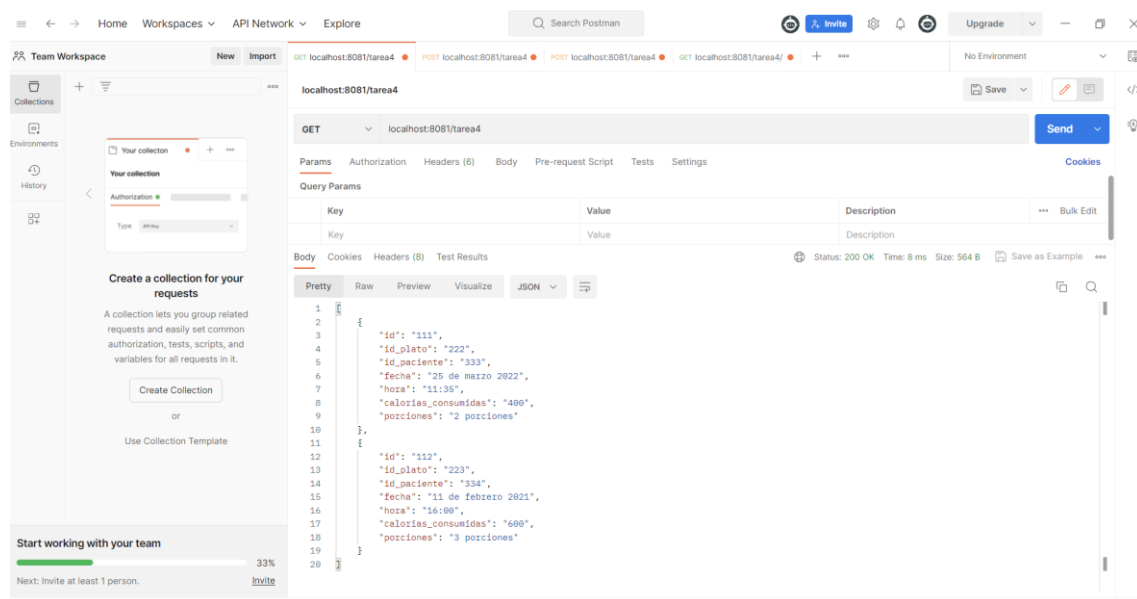 Home Workspaces API Network Explore Search Postman Invite Upgrade
Team Workspace New Import GET localhost:8081/tarea4 POST localhost:8081/tarea4 POST localhost:8081/tarea4 GET localhost:8081/tarea4/ No Environment
Collections
Environments
History
localhost:8081/tarea4 Save
GET localhost:8081/tarea4 Send
Params Authorization Headers (6) Body Pre-request Script Tests Settings Cookies
Query Params
Key Value Description Bulk Edit
Key Value Description
Your collecton
Your collection
Authorization
Type API Key
Create a collection for your
requests
A collection lets you group related
requests and easily set common
authorization, tests, scripts, and
variables for all requests in it.
Create Collection
or
Use Collection Template
Start working with your team
33%
Next: Invite at least 1 person. Invite
Body Cookies Headers (8) Test Results Status: 200 OK Time: 8 ms Size: 564 B Save as Example
Pretty Raw Preview Visualize JSON
1 [
2 {
3 "id": "111",
4 "id_plato": "222",
5 "id_paciente": "333",
6 "fecha": "25 de marzo 2022",
7 "hora": "11:35",
8 "calorias_consumidas": "400",
9 "porciones": "2 porciones"
10 },
11 {
12 "id": "112",
13 "id_plato": "223",
14 "id_paciente": "334",
15 "fecha": "11 de febrero 2021",
16 "hora": "16:00",
17 "calorias_consumidas": "600",
18 "porciones": "3 porciones"
19 }
20 ]